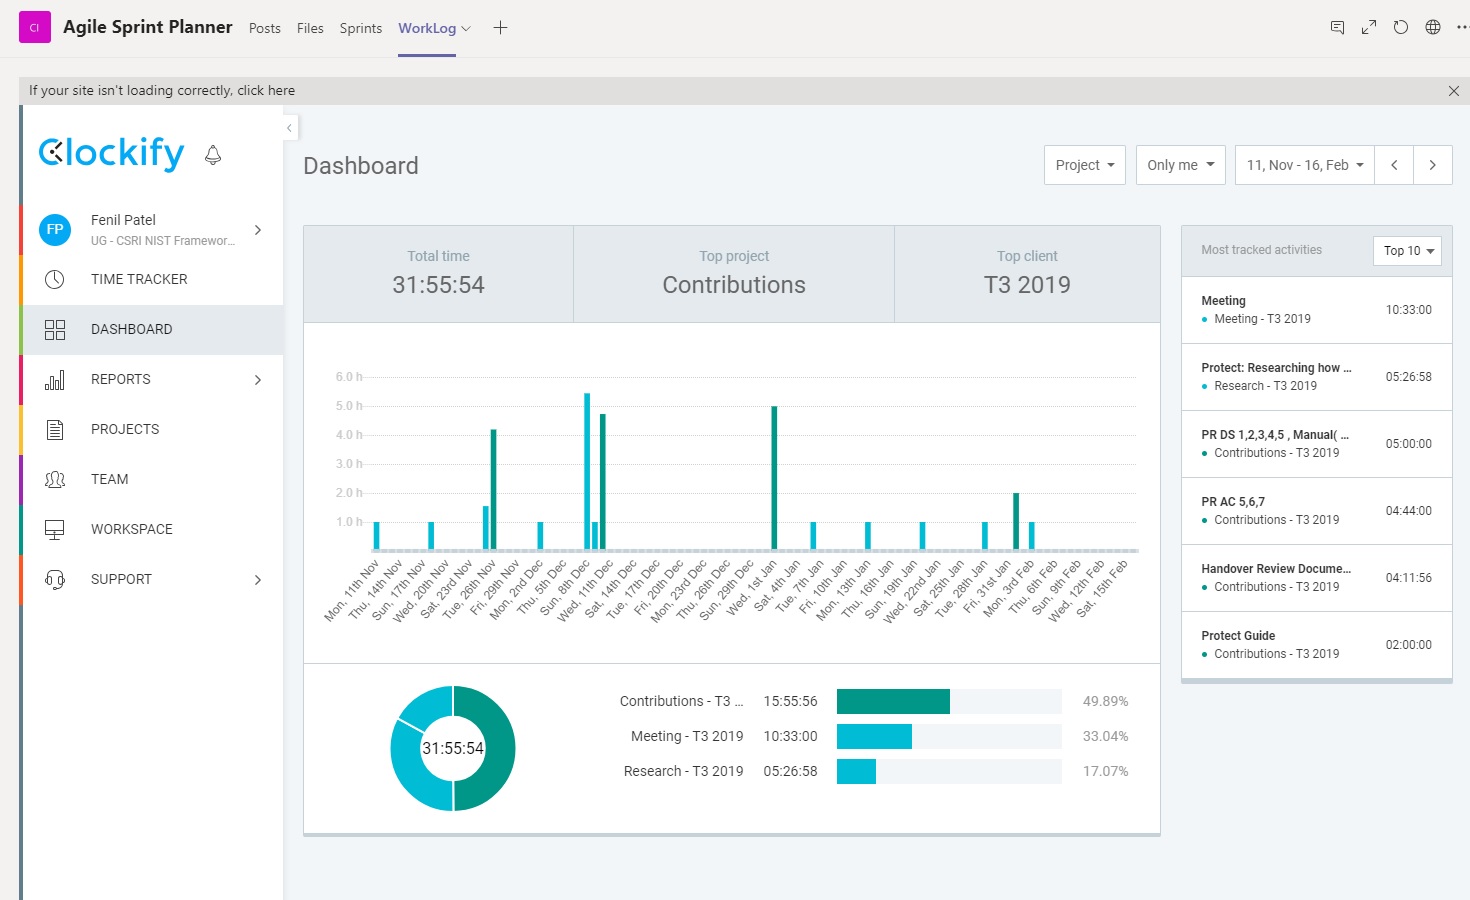 CI Agile Sprint Planner Posts Files Sprints WorkLog
If your site isn't loading correctly, click here
Clockify
FP Fenil Patel
UG - CSRI NIST Framewor...
TIME TRACKER
DASHBOARD
REPORTS
PROJECTS
TEAM
WORKSPACE
SUPPORT
Dashboard Project Only me 11, Nov - 16, Feb
Total time Top project Top client
31:55:54 Contributions T3 2019
6.0 h
5.0 h
4.0 h
3.0 h
2.0 h
1.0 h
Mon, 11th Nov
Thu, 14th Nov
Sun, 17th Nov
Wed, 20th Nov
Sat, 23rd Nov
Tue, 26th Nov
Fri, 29th Nov
Mon, 2nd Dec
Thu, 5th Dec
Sun, 8th Dec
Wed, 11th Dec
Sat, 14th Dec
Tue, 17th Dec
Fri, 20th Dec
Mon, 23rd Dec
Thu, 26th Dec
Sun, 29th Dec
Wed, 1st Jan
Sat, 4th Jan
Tue, 7th Jan
Fri, 10th Jan
Mon, 13th Jan
Thu, 16th Jan
Sun, 19th Jan
Wed, 22nd Jan
Sat, 25th Jan
Tue, 28th Jan
Fri, 31st Jan
Mon, 3rd Feb
Thu, 6th Feb
Sun, 9th Feb
Wed, 12th Feb
Sat, 15th Feb
31:55:54
Contributions - T3 ... 15:55:56 49.89%
Meeting - T3 2019 10:33:00 33.04%
Research - T3 2019 05:26:58 17.07%
Most tracked activities Top 10
Meeting
Meeting - T3 2019 10:33:00
Protect: Researching how ...
Research - T3 2019 05:26:58
PR DS 1,2,3,4,5 , Manual( ...
Contributions - T3 2019 05:00:00
PR AC 5,6,7
Contributions - T3 2019 04:44:00
Handover Review Docume...
Contributions - T3 2019 04:11:56
Protect Guide
Contributions - T3 2019 02:00:00